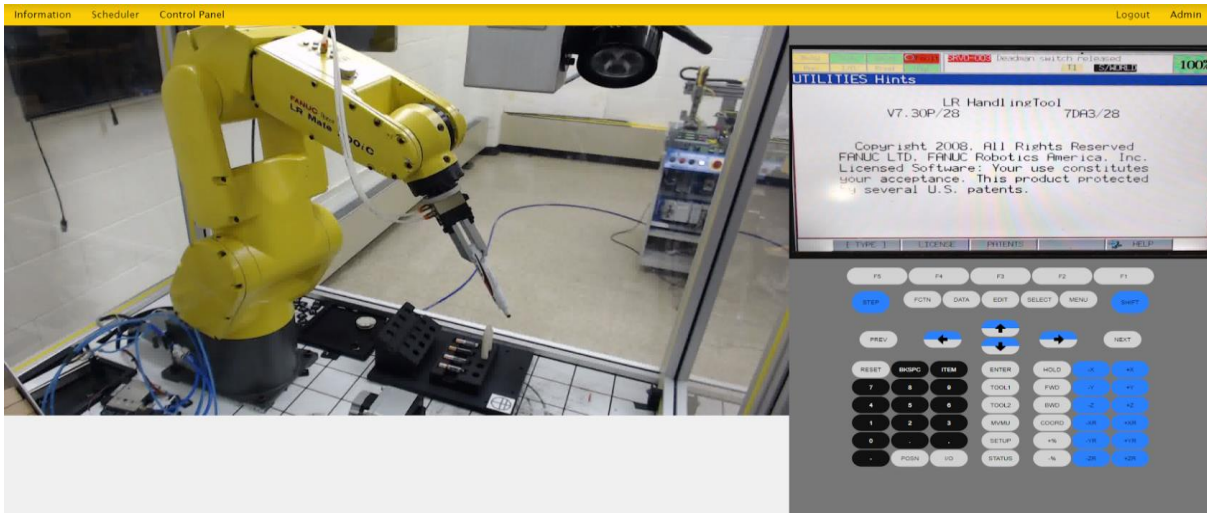 Information Scheduler Control Panel Logout Admin
FANUC Robot
LR Mate
SRVO-003 Deadman switch released
T1 S/WORLD 100%
UTILITIES Hints
LR HandlingTool
V7.30P/28 7DA3/28
Copyright 2008, All Rights Reserved
FANUC LTD, FANUC Robotics America, Inc.
Licensed Software: Your use constitutes
your acceptance. This product protected
several U.S. patents.
[ TYPE ] LICENSE PATENTS HELP
F5 F4 F3 F2 F1
STEP FCTN DATA EDIT SELECT MENU SHIFT
PREV NEXT
RESET BKSPC ITEM ENTER HOLD -X +X
7 8 9 TOOL1 FWD -Y +Y
4 5 6 TOOL2 BWD -Z +Z
1 2 3 MVMU COORD -XR +XR
0 . , SETUP +% -YR +YR
- POSN I/O STATUS -% -ZR +ZR